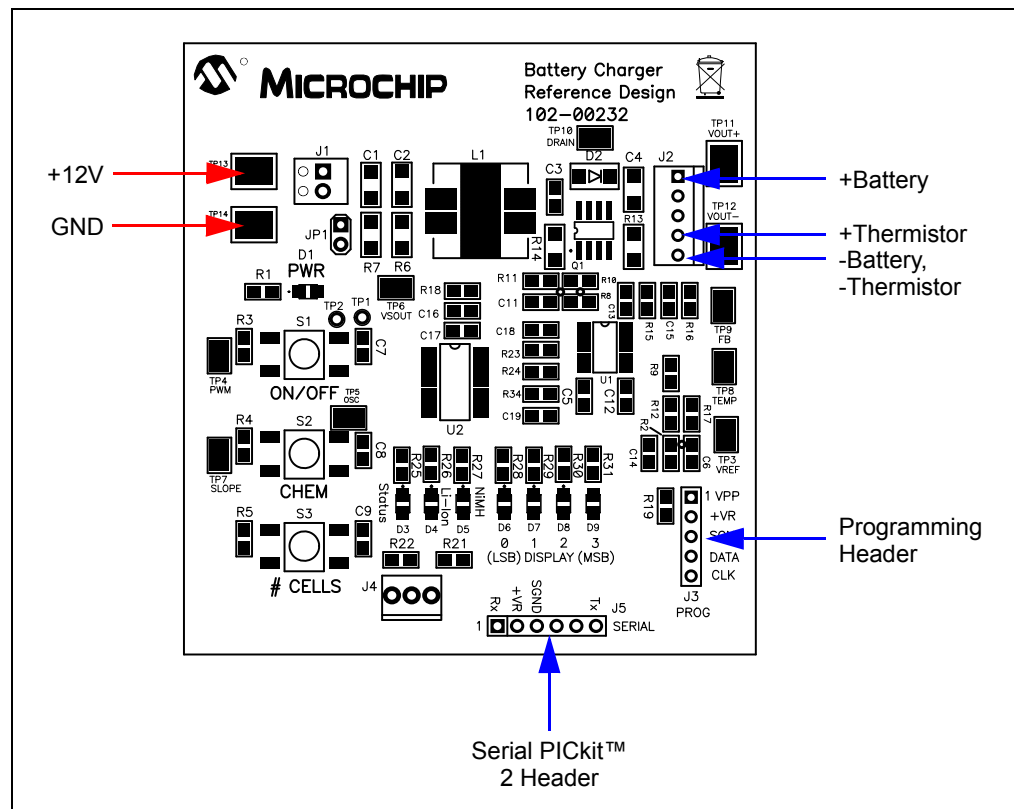 MICROCHIP
Battery Charger
Reference Design
102-00232
TP10
DRAIN
TP11
VOUT+
J1
C1
C2
L1
C3
D2
C4
J2
+12V
TP13
+Battery
GND
TP14
TP12
VOUT-
+Thermistor
-Battery,
-Thermistor
JP1
R7
R6
R14
R13
Q1
D1
PWR
R1
TP6
VSOUT
R18
R11
R10
C11
R8
C16
C17
C13
R15
C15
R16
TP9
FB
TP2
TP1
R3
S1
C7
TP4
PWM
ON/OFF
TP5
OSC
C18
R23
R24
R34
C19
U1
U2
C5
C12
R9
TP8
TEMP
R12
R17
R2
C14
C6
TP3
VREF
R4
S2
C8
TP7
SLOPE
CHEM
R25
R26
R27
R28
R29
R30
R31
Status
Li-Ion
NiMH
D3
D4
D5
D6
D7
D8
D9
0 1 2 3
(LSB) DISPLAY (MSB)
R5
S3
C9
# CELLS
R22
R21
J4
R19
1 VPP
+VR
DATA
CLK
J3
PROG
Programming
Header
Rx
+VR
SGND
Tx
J5
1
SERIAL
Serial PICkit™
2 Header